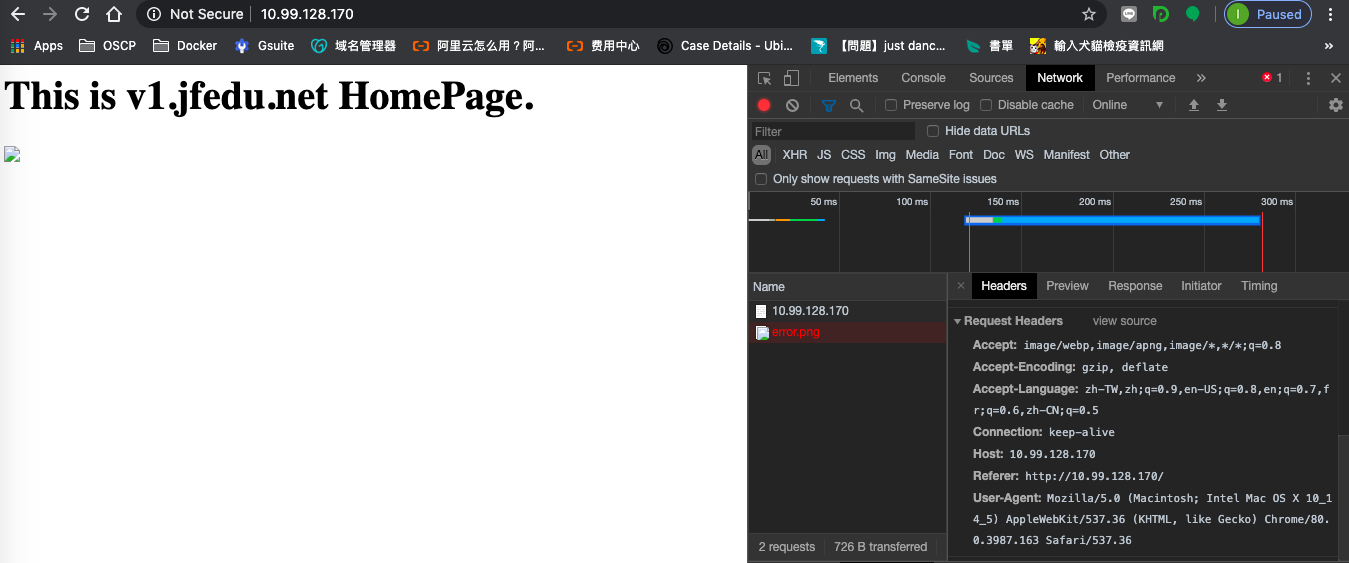 Not Secure 10.99.128.170 Paused
Apps OSCP Docker Gsuite 域名管理器 阿里云怎么用？阿... 费用中心 Case Details - Ubi... 【問題】just danc... 書單 輸入犬貓檢疫資訊網 »
This is v1.jfedu.net HomePage.
Elements Console Sources Network Performance » 1
Preserve log Disable cache Online
Filter Hide data URLs
All XHR JS CSS Img Media Font Doc WS Manifest Other
Only show requests with SameSite issues
50 ms 100 ms 150 ms 200 ms 250 ms 300 ms
Name
10.99.128.170
error.png
2 requests 726 B transferred
× Headers Preview Response Initiator Timing
Request Headers view source
Accept: image/webp,image/apng,image/*,*/*;q=0.8
Accept-Encoding: gzip, deflate
Accept-Language: zh-TW,zh;q=0.9,en-US;q=0.8,en;q=0.7,f
r;q=0.6,zh-CN;q=0.5
Connection: keep-alive
Host: 10.99.128.170
Referer: http://10.99.128.170/
User-Agent: Mozilla/5.0 (Macintosh; Intel Mac OS X 10_1
4_5) AppleWebKit/537.36 (KHTML, like Gecko) Chrome/80.
0.3987.163 Safari/537.36